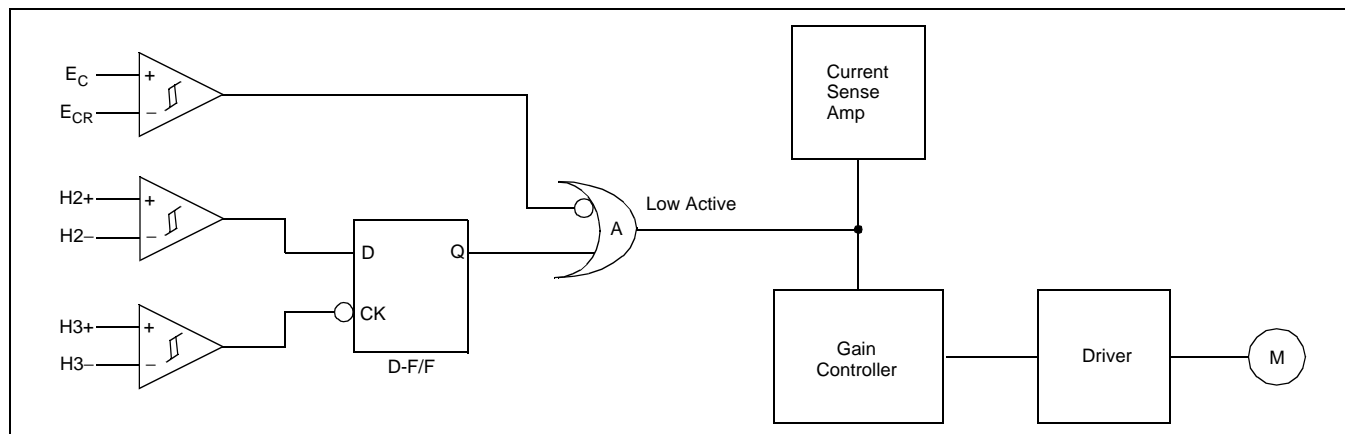 E_C
+
E_CR
−
H2+
+
H2−
−
H3+
+
H3−
−
D
Q
CK
D-F/F
A
Low Active
Current
Sense
Amp
Gain
Controller
Driver
M